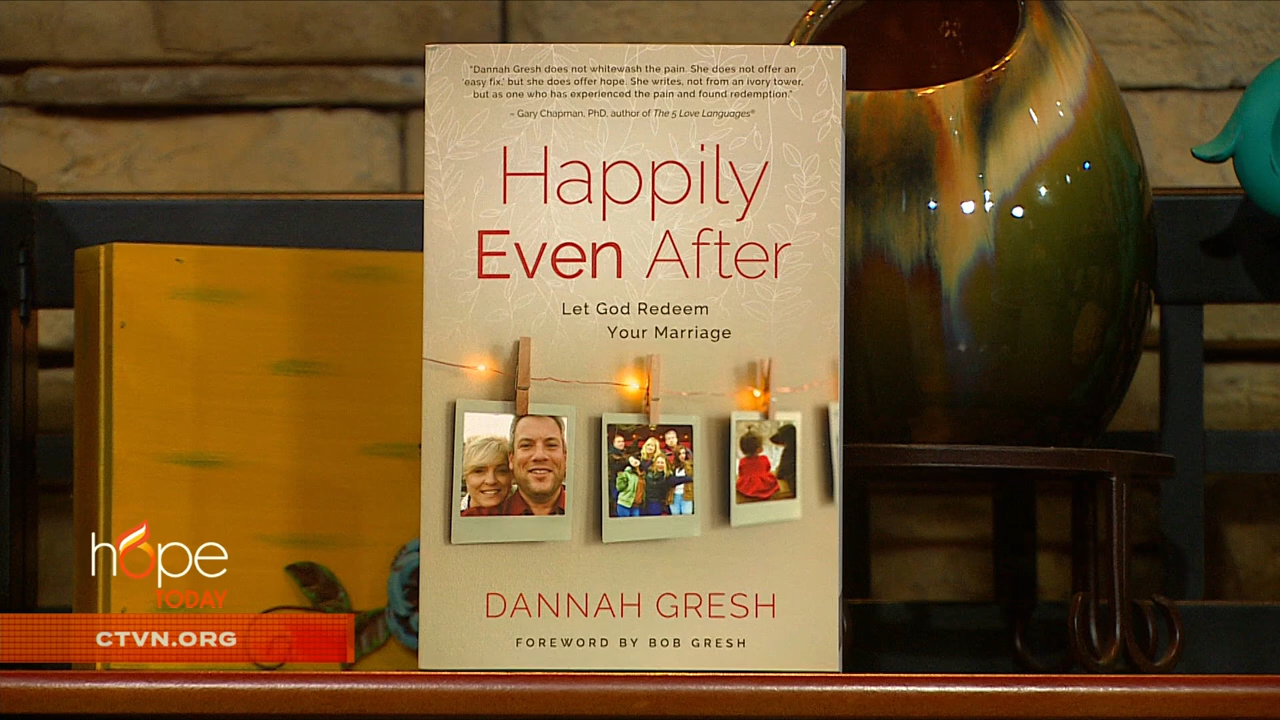 "Dannah Gresh does not whitewash the pain. She does not offer an
'easy fix,' but she does offer hope. She writes, not from an ivory tower,
but as one who has experienced the pain and found redemption."
– Gary Chapman, PhD, author of The 5 Love Languages®
Happily
Even After
Let God Redeem
Your Marriage
DANNAH GRESH
FOREWORD BY BOB GRESH
hope
TODAY
CTVN.ORG